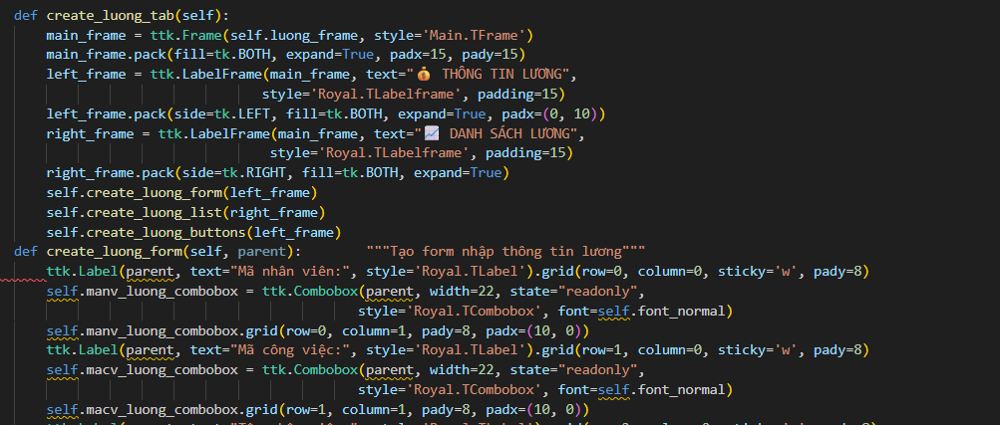 def create_luong_tab(self):
    main_frame = ttk.Frame(self.luong_frame, style='Main.TFrame')
    main_frame.pack(fill=tk.BOTH, expand=True, padx=15, pady=15)
    left_frame = ttk.LabelFrame(main_frame, text="💰 THÔNG TIN LƯƠNG",
                              style='Royal.TLabelframe', padding=15)
    left_frame.pack(side=tk.LEFT, fill=tk.BOTH, expand=True, padx=(0, 10))
    right_frame = ttk.LabelFrame(main_frame, text="📈 DANH SÁCH LƯƠNG",
                               style='Royal.TLabelframe', padding=15)
    right_frame.pack(side=tk.RIGHT, fill=tk.BOTH, expand=True)
    self.create_luong_form(left_frame)
    self.create_luong_list(right_frame)
    self.create_luong_buttons(left_frame)
def create_luong_form(self, parent):        """Tạo form nhập thông tin lương"""
    ttk.Label(parent, text="Mã nhân viên:", style='Royal.TLabel').grid(row=0, column=0, sticky='w', pady=8)
    self.manv_luong_combobox = ttk.Combobox(parent, width=22, state="readonly",
                                          style='Royal.TCombobox', font=self.font_normal)
    self.manv_luong_combobox.grid(row=0, column=1, pady=8, padx=(10, 0))
    ttk.Label(parent, text="Mã công việc:", style='Royal.TLabel').grid(row=1, column=0, sticky='w', pady=8)
    self.macv_luong_combobox = ttk.Combobox(parent, width=22, state="readonly",
                                          style='Royal.TCombobox', font=self.font_normal)
    self.macv_luong_combobox.grid(row=1, column=1, pady=8, padx=(10, 0))